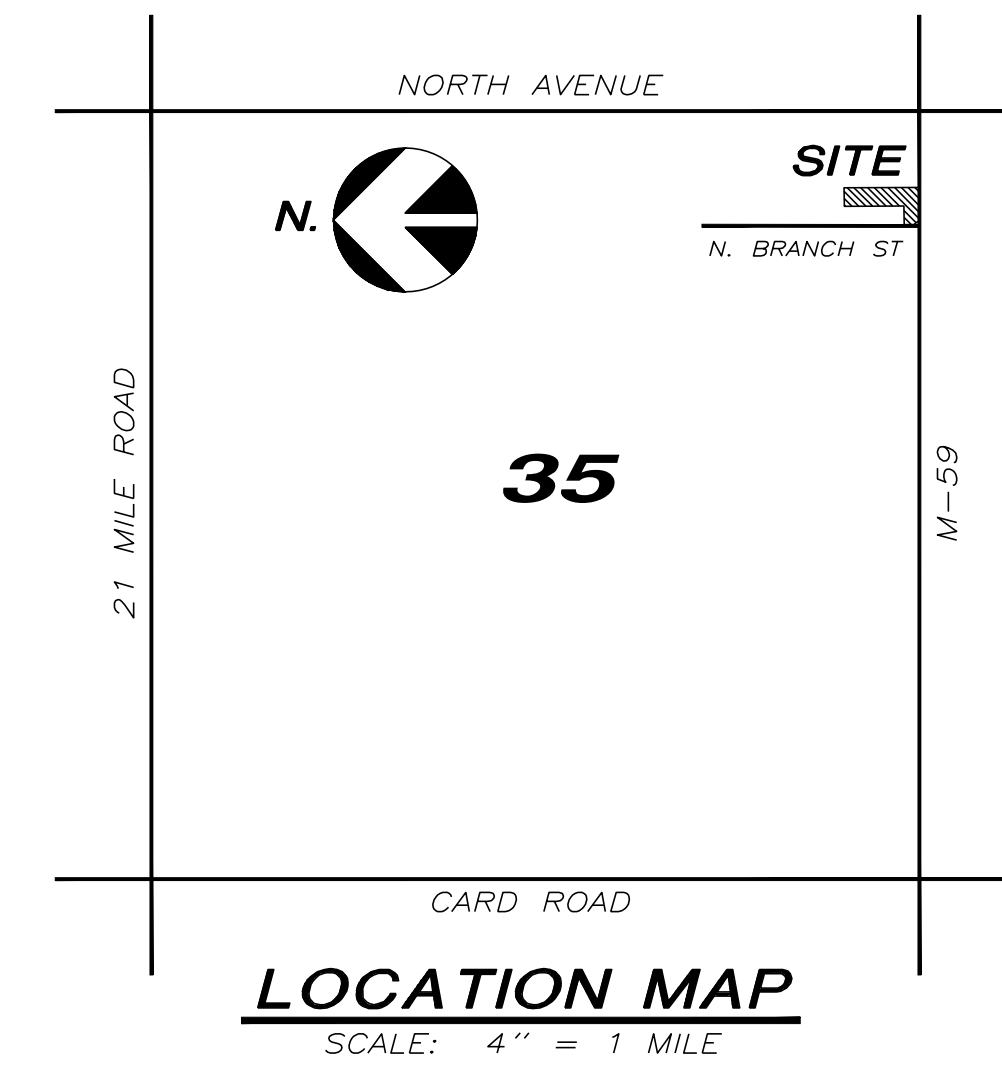 NORTH AVENUE
SITE
N.
N. BRANCH ST
21 MILE ROAD
35
M-59
CARD ROAD
LOCATION MAP
SCALE: 4" = 1 MILE